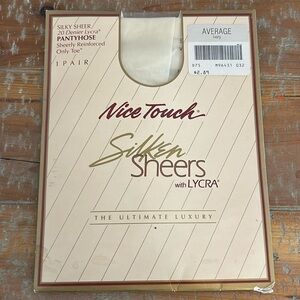 SILKY SHEER
20 Denier Lycra®
PANTYHOSE
Sheerly Reinforced
Only Toe
1 PAIR
AVERAGE
Ivory
$2.69
Nice Touch®
Silken
Sheers
with LYCRA®
THE ULTIMATE LUXURY